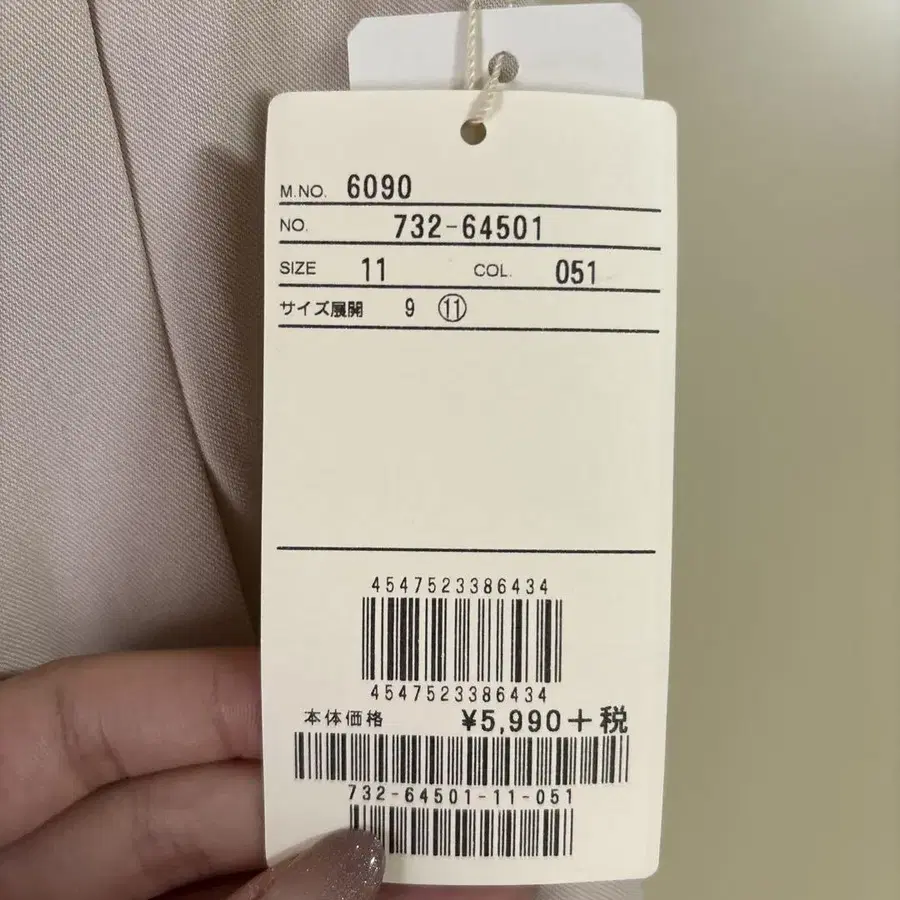 M.NO. 6090
NO. 732-64501
SIZE 11 COL. 051
サイズ展開 9 ⑪
4547523386434
4547523386434
本体価格 ¥5,990+税
732-64501-11-051